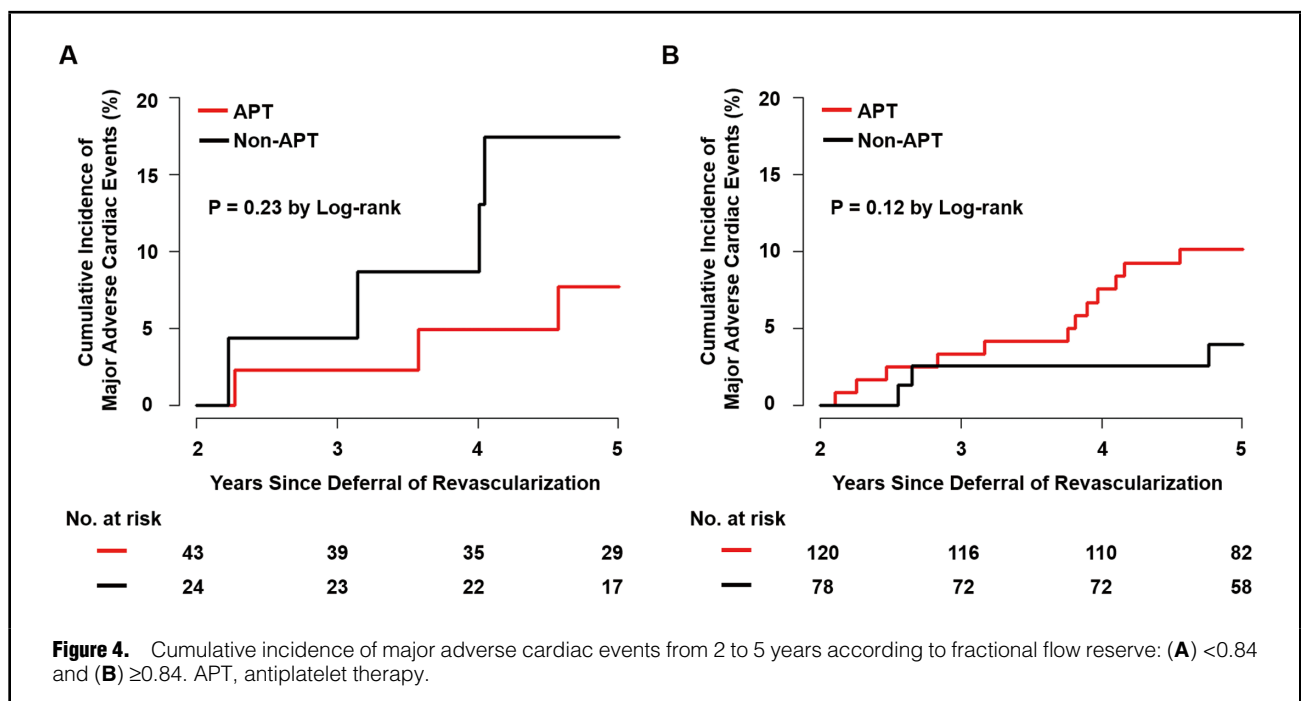 A
Cumulative Incidence of
Major Adverse Cardiac Events (%)
20
15
10
5
0
APT
Non-APT
P = 0.23 by Log-rank
2 3 4 5
Years Since Deferral of Revascularization
No. at risk
43 39 35 29
24 23 22 17
B
Cumulative Incidence of
Major Adverse Cardiac Events (%)
20
15
10
5
0
APT
Non-APT
P = 0.12 by Log-rank
2 3 4 5
Years Since Deferral of Revascularization
No. at risk
120 116 110 82
78 72 72 58
Figure 4. Cumulative incidence of major adverse cardiac events from 2 to 5 years according to fractional flow reserve: (A) <0.84
and (B) ≥0.84. APT, antiplatelet therapy.